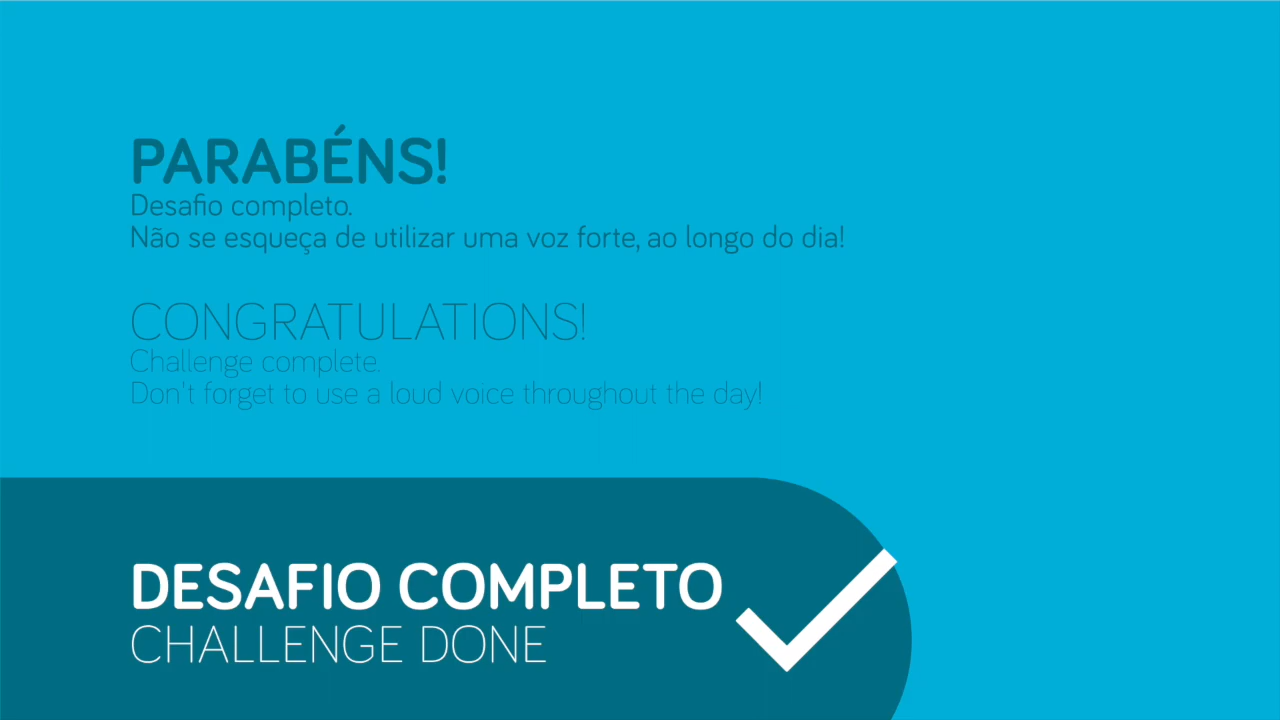 PARABÉNS!
Desafio completo.
Não se esqueça de utilizar uma voz forte, ao longo do dia!
CONGRATULATIONS!
Challenge complete.
Don't forget to use a loud voice throughout the day!
DESAFIO COMPLETO
CHALLENGE DONE